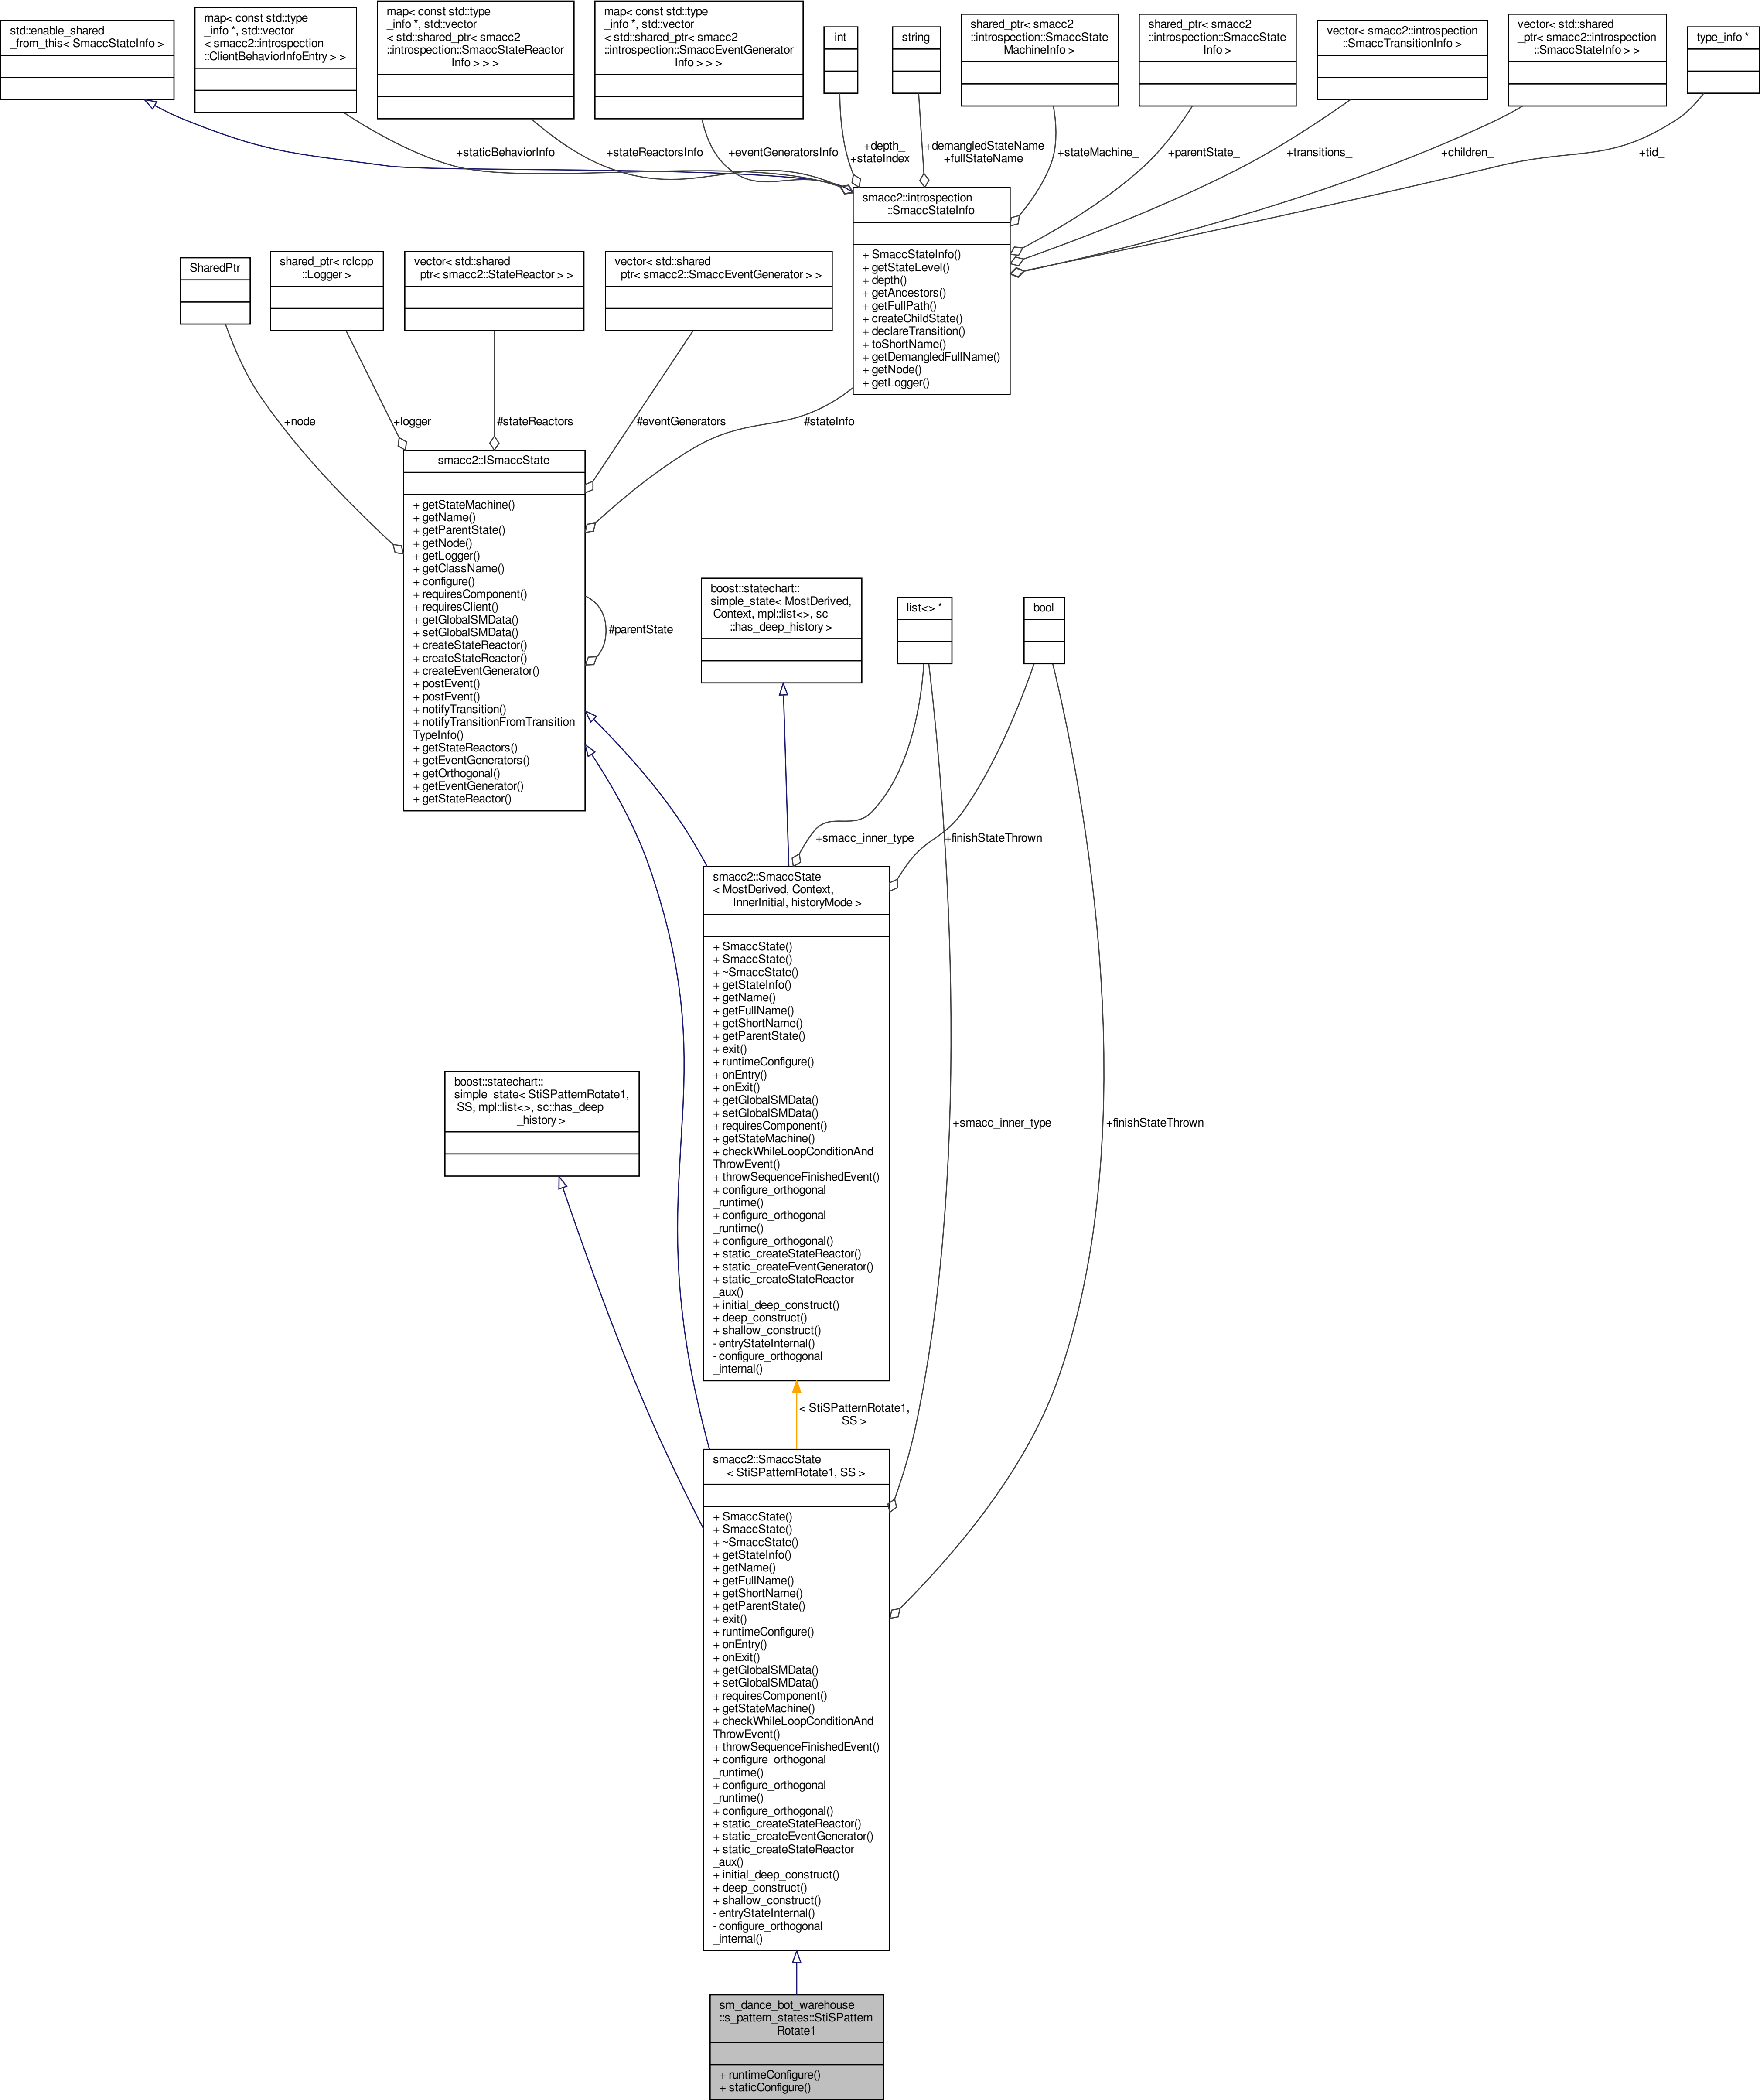 std::enable_shared
_from_this< SmaccStateInfo >
map< const std::type
_info *, std::vector
< smacc2::introspection
::ClientBehaviorInfoEntry > >
map< const std::type
_info *, std::vector
< std::shared_ptr< smacc2
::introspection::SmaccStateReactor
Info > > >
map< const std::type
_info *, std::vector
< std::shared_ptr< smacc2
::introspection::SmaccEventGenerator
Info > > >
int
string
shared_ptr< smacc2
::introspection::SmaccState
MachineInfo >
shared_ptr< smacc2
::introspection::SmaccState
Info >
vector< smacc2::introspection
::SmaccTransitionInfo >
vector< std::shared
_ptr< smacc2::introspection
::SmaccStateInfo > >
type_info *
+staticBehaviorInfo
+stateReactorsInfo
+eventGeneratorsInfo
+depth_
+stateIndex_
+demangledStateName
+fullStateName
+stateMachine_
+parentState_
+transitions_
+children_
+tid_
smacc2::introspection
::SmaccStateInfo
+ SmaccStateInfo()
+ getStateLevel()
+ depth()
+ getAncestors()
+ getFullPath()
+ createChildState()
+ declareTransition()
+ toShortName()
+ getDemangledFullName()
+ getNode()
+ getLogger()
SharedPtr
shared_ptr< rclcpp
::Logger >
vector< std::shared
_ptr< smacc2::StateReactor > >
vector< std::shared
_ptr< smacc2::SmaccEventGenerator > >
+node_
+logger_
#stateReactors_
#eventGenerators_
#stateInfo_
smacc2::ISmaccState
+ getStateMachine()
+ getName()
+ getParentState()
+ getNode()
+ getLogger()
+ getClassName()
+ configure()
+ requiresComponent()
+ requiresClient()
+ getGlobalSMData()
+ setGlobalSMData()
+ createStateReactor()
+ createStateReactor()
+ createEventGenerator()
+ postEvent()
+ postEvent()
+ notifyTransition()
+ notifyTransitionFromTransition
TypeInfo()
+ getStateReactors()
+ getEventGenerators()
+ getOrthogonal()
+ getEventGenerator()
+ getStateReactor()
#parentState_
boost::statechart::
simple_state< MostDerived,
Context, mpl::list<>, sc
::has_deep_history >
list<> *
bool
+smacc_inner_type
+finishStateThrown
smacc2::SmaccState
< MostDerived, Context,
InnerInitial, historyMode >
+ SmaccState()
+ SmaccState()
+ ~SmaccState()
+ getStateInfo()
+ getName()
+ getFullName()
+ getShortName()
+ getParentState()
+ exit()
+ runtimeConfigure()
+ onEntry()
+ onExit()
+ getGlobalSMData()
+ setGlobalSMData()
+ requiresComponent()
+ getStateMachine()
+ checkWhileLoopConditionAnd
ThrowEvent()
+ throwSequenceFinishedEvent()
+ configure_orthogonal
_runtime()
+ configure_orthogonal
_runtime()
+ configure_orthogonal()
+ static_createStateReactor()
+ static_createEventGenerator()
+ static_createStateReactor
_aux()
+ initial_deep_construct()
+ deep_construct()
+ shallow_construct()
- entryStateInternal()
- configure_orthogonal
_internal()
boost::statechart::
simple_state< StiSPatternRotate1,
SS, mpl::list<>, sc::has_deep
_history >
+smacc_inner_type
+finishStateThrown
< StiSPatternRotate1,
SS >
smacc2::SmaccState
< StiSPatternRotate1, SS >
+ SmaccState()
+ SmaccState()
+ ~SmaccState()
+ getStateInfo()
+ getName()
+ getFullName()
+ getShortName()
+ getParentState()
+ exit()
+ runtimeConfigure()
+ onEntry()
+ onExit()
+ getGlobalSMData()
+ setGlobalSMData()
+ requiresComponent()
+ getStateMachine()
+ checkWhileLoopConditionAnd
ThrowEvent()
+ throwSequenceFinishedEvent()
+ configure_orthogonal
_runtime()
+ configure_orthogonal
_runtime()
+ configure_orthogonal()
+ static_createStateReactor()
+ static_createEventGenerator()
+ static_createStateReactor
_aux()
+ initial_deep_construct()
+ deep_construct()
+ shallow_construct()
- entryStateInternal()
- configure_orthogonal
_internal()
sm_dance_bot_warehouse
::s_pattern_states::StiSPattern
Rotate1
+ runtimeConfigure()
+ staticConfigure()